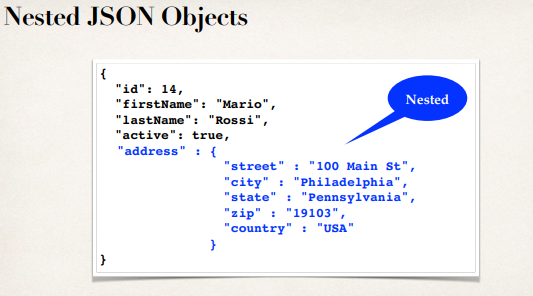 Nested JSON Objects
{
"id": 14,
"firstName": "Mario",
"lastName": "Rossi",
"active": true,
"address" : {
"street" : "100 Main St",
"city" : "Philadelphia",
"state" : "Pennsylvania",
"zip" : "19103",
"country" : "USA"
}
}
Nested